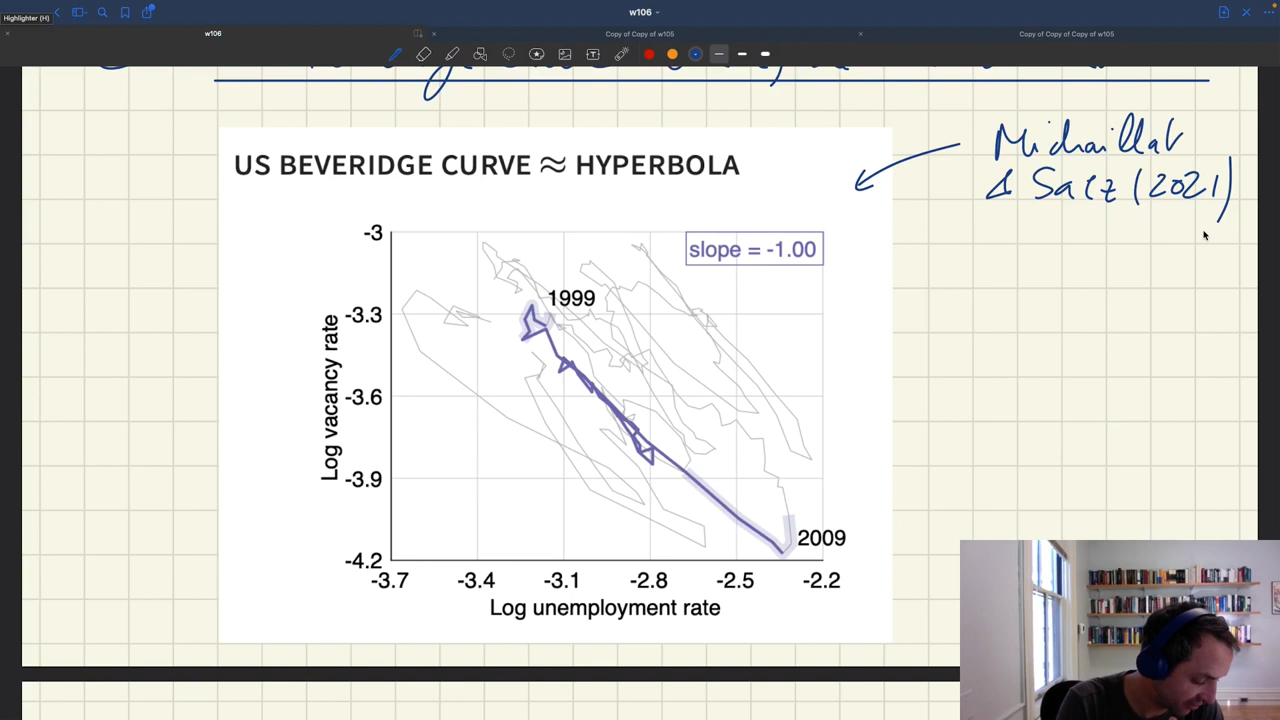 Highlighter (H)
w106
w106
Copy of Copy of w105
Copy of Copy of Copy of w105
Michaillat
& Saez (2021)
US BEVERIDGE CURVE ≈ HYPERBOLA
slope = -1.00
1999
2009
Log vacancy rate
-3
-3.3
-3.6
-3.9
-4.2
-3.7
-3.4
-3.1
-2.8
-2.5
-2.2
Log unemployment rate